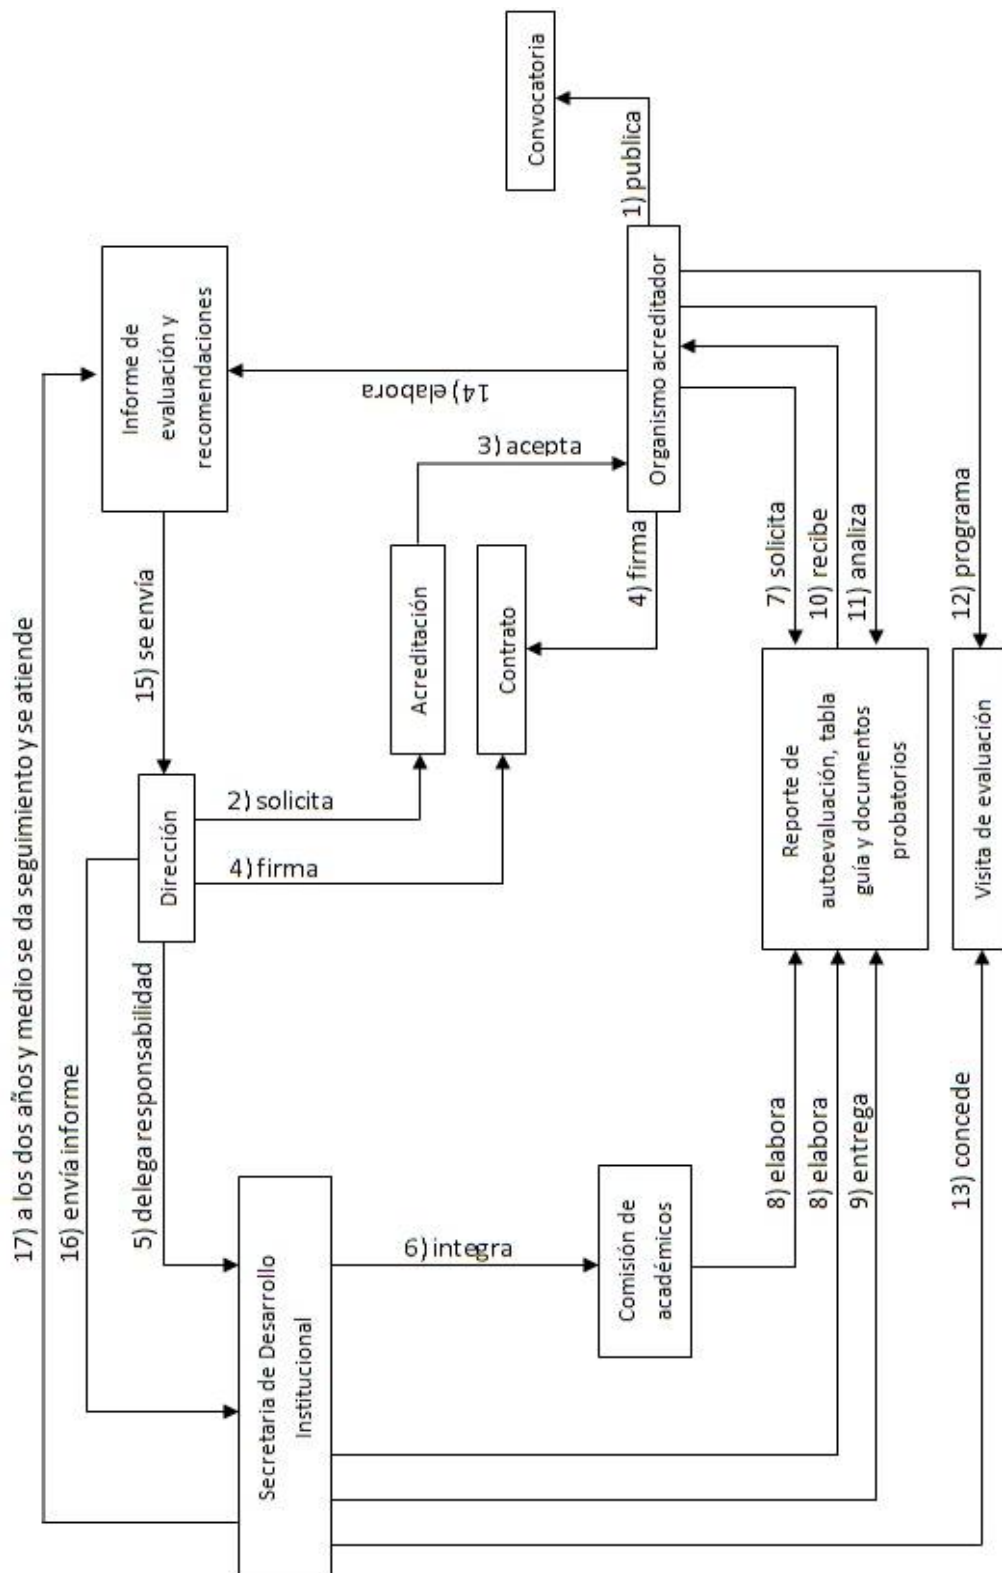 17) a los dos años y medio se da seguimiento y se atiende
16) envía informe
5) delega responsabilidad
15) se envía
Secretaria de Desarrollo
Institucional
Dirección
Informe de
evaluación y
recomendaciones
2) solicita
4) firma
14) elabora
6) integra
Acreditación
3) acepta
Contrato
Convocatoria
Comisión de
académicos
4) firma
Organismo acreditador
1) publica
8) elabora
8) elabora
9) entrega
Reporte de
autoevaluación, tabla
guía y documentos
probatorios
7) solicita
10) recibe
11) analiza
13) concede
Visita de evaluación
12) programa